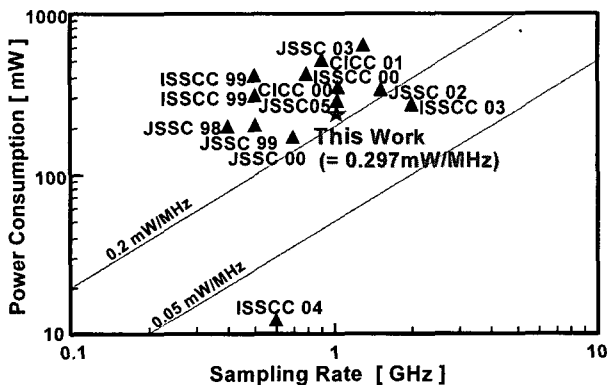 1000
JSSC 03
CICC 01
ISSCC 99
ISSCC 00
CICC 00
JSSC 02
ISSCC 99
JSSC05
ISSCC 03
JSSC 98
This Work
JSSC 99
(= 0.297mW/MHz)
JSSC 00
100
0.2 mW/MHz
0.05 mW/MHz
ISSCC 04
10
0.1
1
10
Power Consumption [ mW]
Sampling Rate [ GHz ]